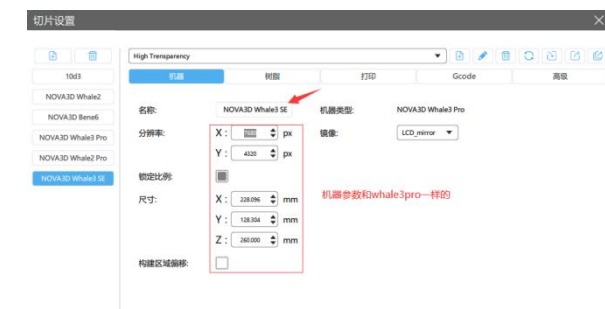 切片设置
High Trensparency
10d3
NOVA3D Whale2
NOVA3D Bene6
NOVA3D Whale3 Pro
NOVA3D Whale2 Pro
NOVA3D Whale3 SE
机器 树脂 打印 Gcode 高级
名称: NOVA3D Whale3 SE 机器类型: NOVA3D Whale3 Pro
分辨率: X: 7680 px 镜像: LCD_mirror
Y: 4320 px
锁定比例:
尺寸: X: 228.096 mm 机器参数和whale3pro一样的
Y: 128.304 mm
Z: 260.000 mm
构建区域偏移: